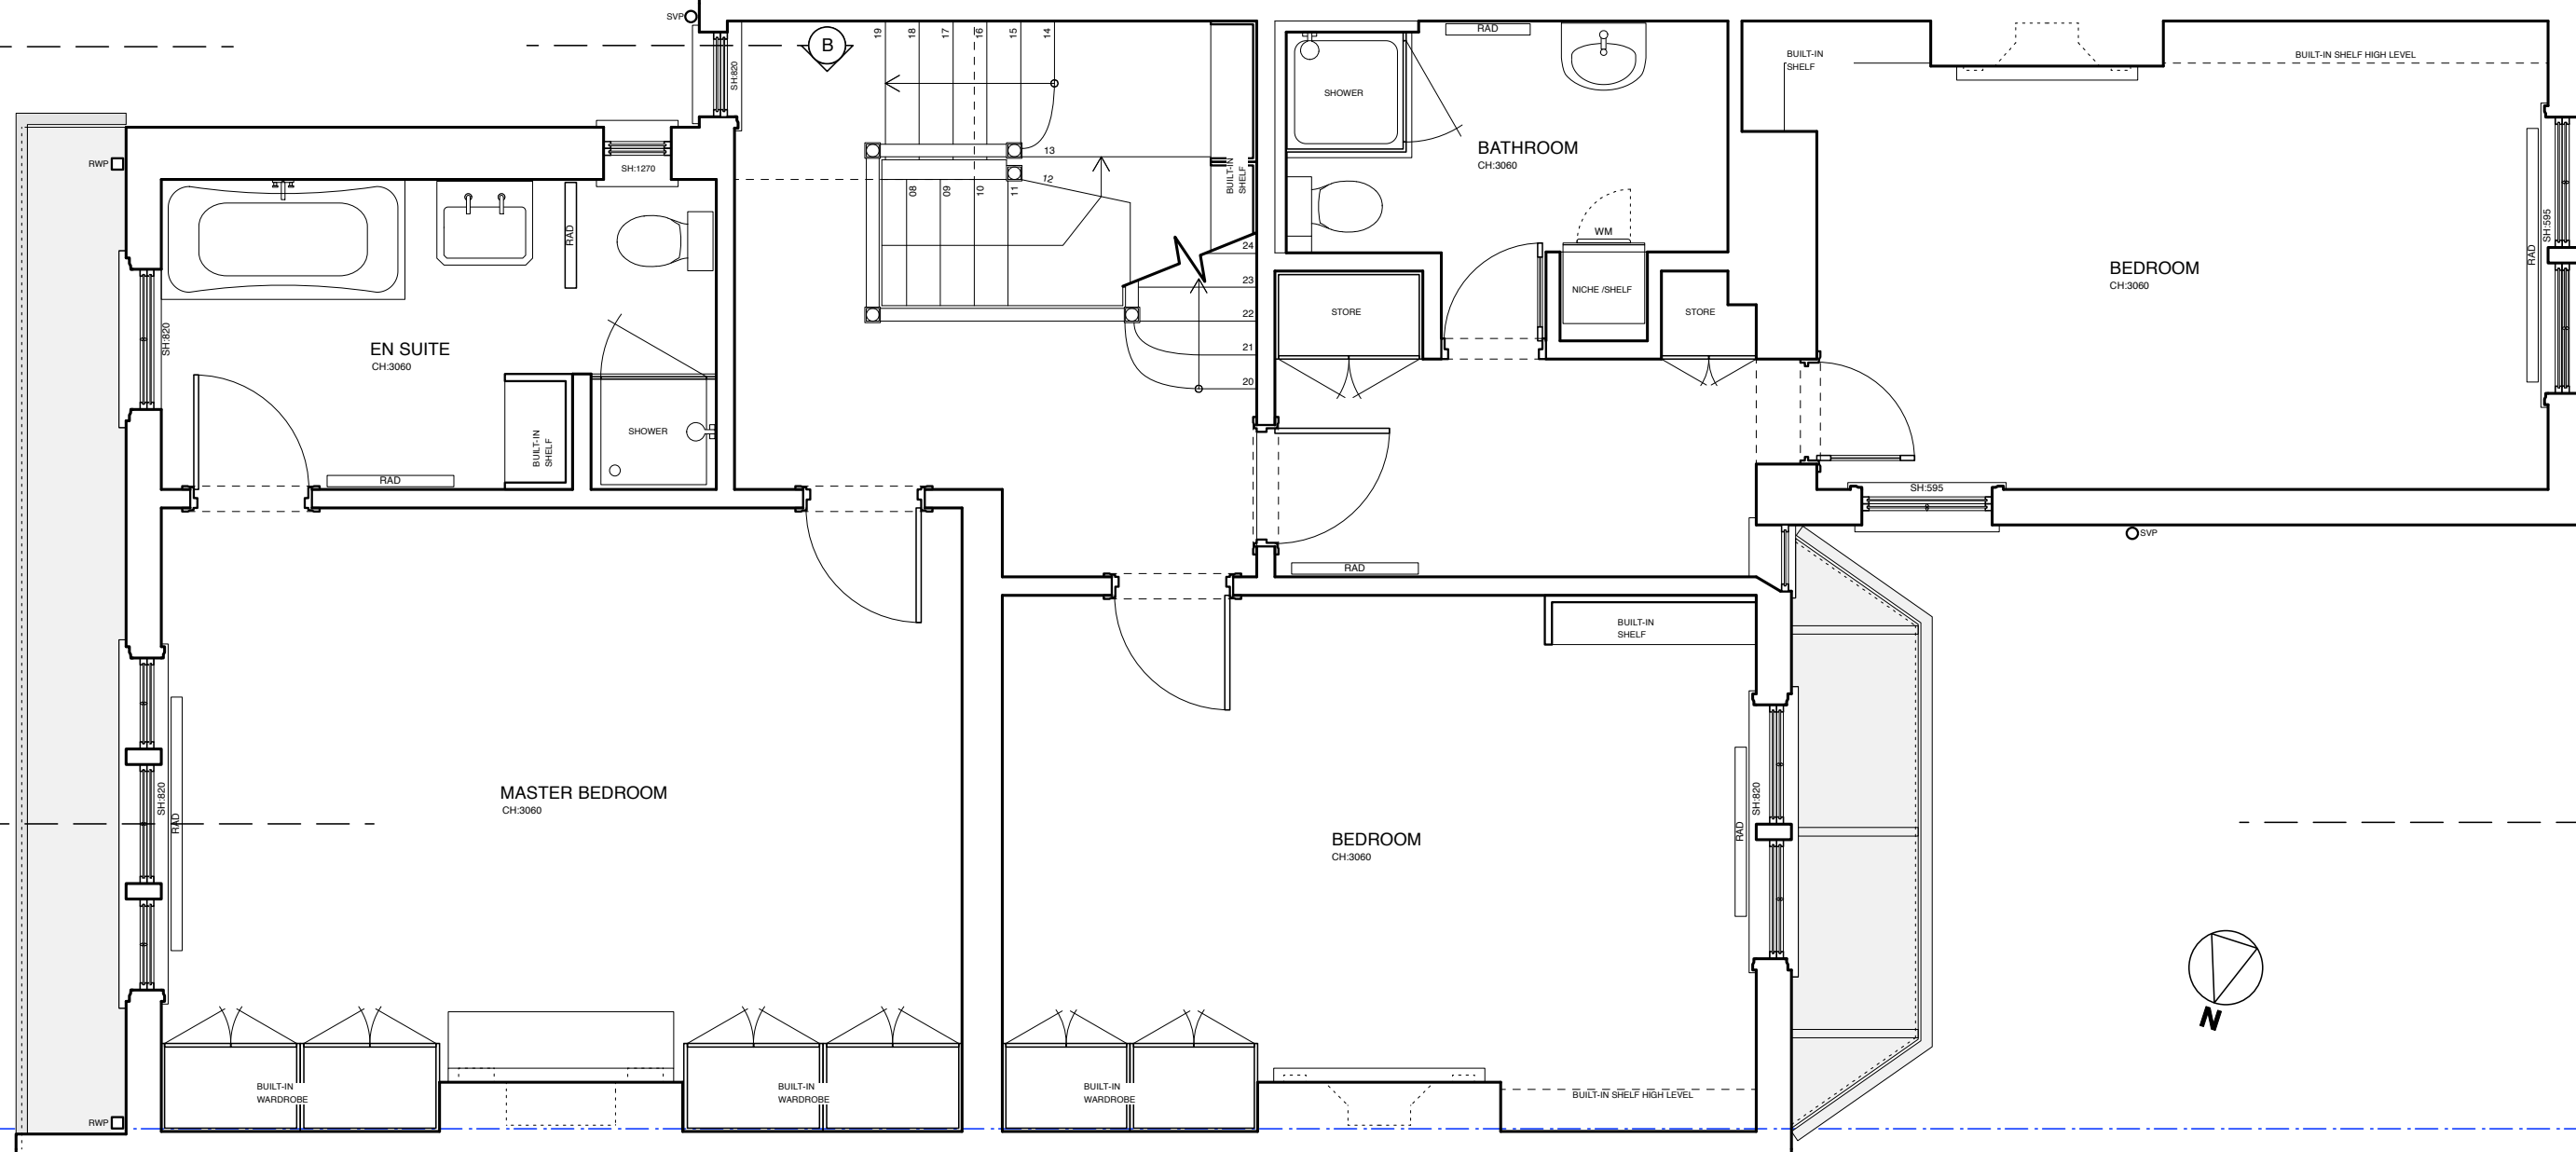 SVP
B
19
18
17
16
15
14
SH:820
RAD
SHOWER
BATHROOM
CH:3060
BUILT-IN
SHELF
BUILT-IN SHELF HIGH LEVEL
RWP
SH:1270
13
12
08
09
10
11
BUILT-IN
SHELF
RAD
WM
NICHE /SHELF
24
23
22
21
20
STORE
STORE
BEDROOM
CH:3060
RAD
SH:595
SH:820
EN SUITE
CH:3060
BUILT-IN
SHELF
SHOWER
RAD
SH:595
SVP
RAD
BUILT-IN
SHELF
MASTER BEDROOM
CH:3060
SH:820
RAD
BEDROOM
CH:3060
RAD
SH:820
N
BUILT-IN
WARDROBE
BUILT-IN
WARDROBE
BUILT-IN
WARDROBE
BUILT-IN SHELF HIGH LEVEL
RWP